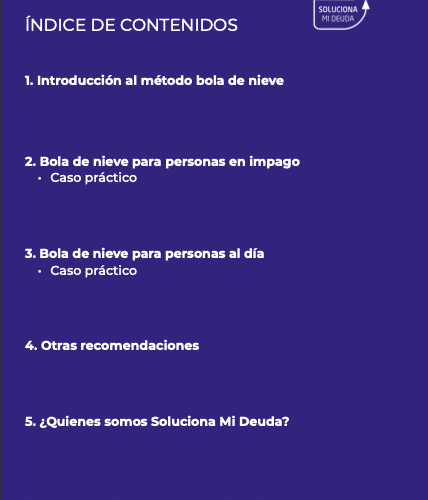 ÍNDICE DE CONTENIDOS
SOLUCIONA
MI DEUDA
1. Introducción al método bola de nieve
2. Bola de nieve para personas en impago
• Caso práctico
3. Bola de nieve para personas al día
• Caso práctico
4. Otras recomendaciones
5. ¿Quienes somos Soluciona Mi Deuda?